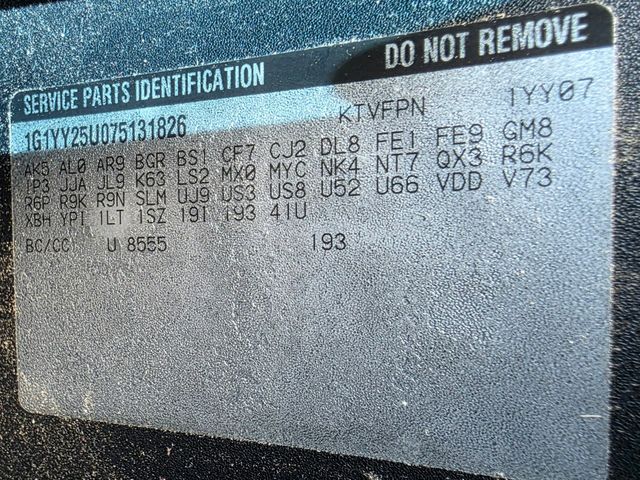 SERVICE PARTS IDENTIFICATION DO NOT REMOVE
1G1YY25U075131826 KTVFPN 1YY07
AK5 AL0 AR9 BGR BS1 CF7 CJ2 DL8 FE1 FE9 GM8
IP3 JJA JL9 K63 LS2 MX0 MYC NK4 NT7 QX3 R6K
R6P R9K R9N SLM UJ9 US3 US8 U52 U66 VDD V73
XBH YPI 1LT 1SZ 19I 193 41U
BC/CC U 8555 193